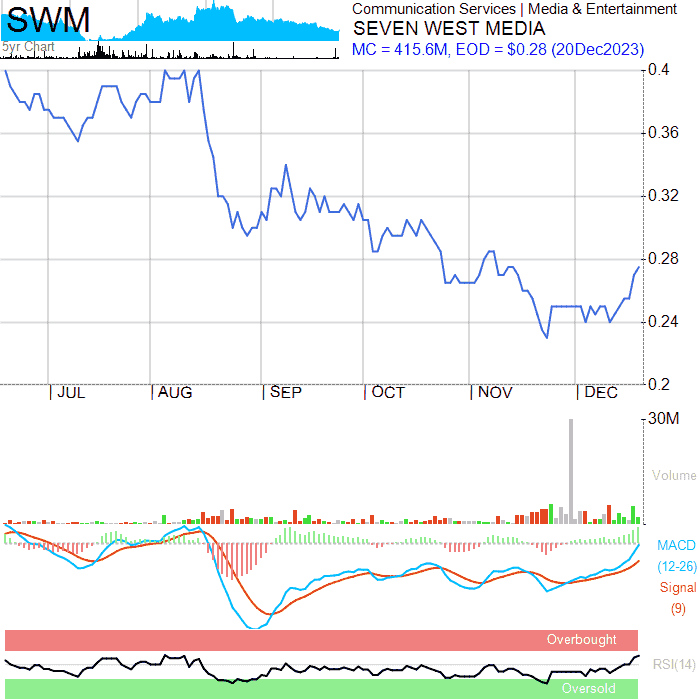 SWM
5yr Chart
Communication Services | Media & Entertainment
SEVEN WEST MEDIA
MC = 415.6M, EOD = $0.28 (20Dec2023)
0.4
0.36
0.32
0.28
0.24
0.2
JUL AUG SEP OCT NOV DEC
30M
Volume
MACD
(12-26)
Signal
(9)
Overbought
RSI(14)
Oversold